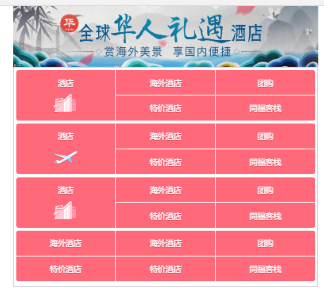 华
全球华人礼遇酒店
赏海外美景 享国内便捷
酒店 海外酒店 团购
特价酒店 同福客栈
酒店 海外酒店 团购
特价酒店 同福客栈
酒店 海外酒店 团购
特价酒店 同福客栈
海外酒店 海外酒店 团购
特价酒店 特价酒店 同福客栈